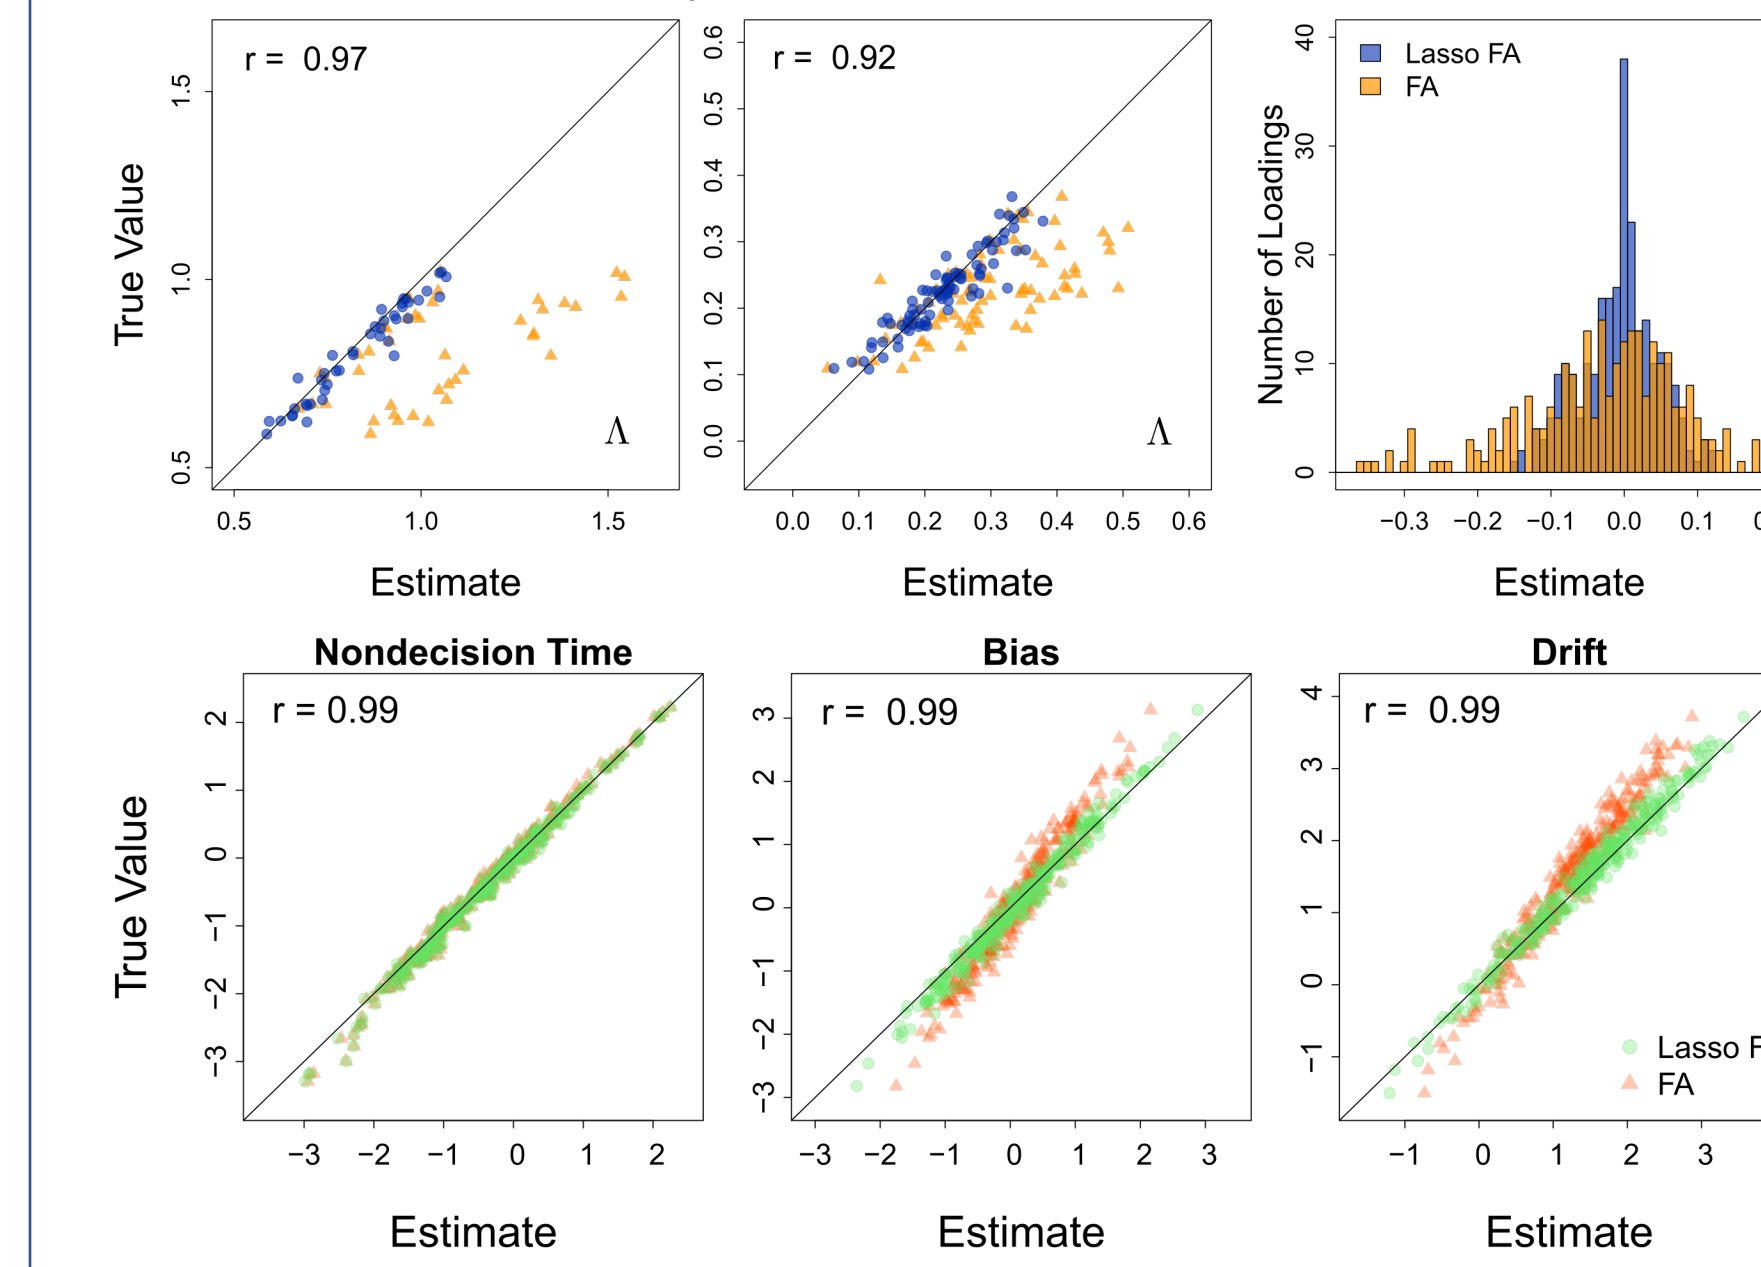 r = 0.97
True Value
1.5
1.0
0.5
0.5 1.0 1.5
Estimate
Λ
r = 0.92
0.6
0.5
0.4
0.3
0.2
0.1
0.0
0.0 0.1 0.2 0.3 0.4 0.5 0.6
Estimate
Λ
Lasso FA
FA
Number of Loadings
40
30
20
10
0
−0.3 −0.2 −0.1 0.0 0.1
Estimate
Nondecision Time
r = 0.99
True Value
2
1
0
−1
−2
−3
−3 −2 −1 0 1 2
Estimate
Bias
r = 0.99
3
2
1
0
−1
−2
−3
−3 −2 −1 0 1 2 3
Estimate
Drift
r = 0.99
4
3
2
1
0
−1
Lasso F
FA
−1 0 1 2 3
Estimate